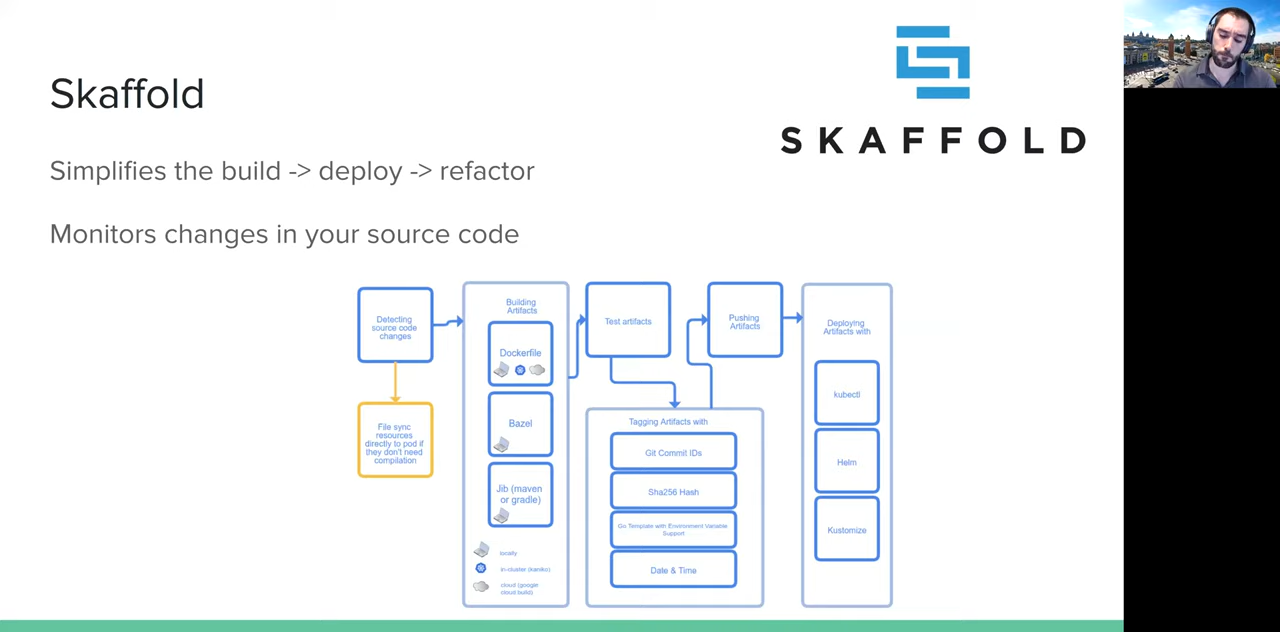 Skaffold
SKAFFOLD
Simplifies the build -> deploy -> refactor
Monitors changes in your source code
Detecting
source code
changes
File sync
resources
directly to pod if
they don't need
compilation
Building
Artifacts
Dockerfile
Bazel
Jib (maven
or gradle)
locally
in-cluster (kaniko)
cloud (google
cloud build)
Test artifacts
Tagging Artifacts with
Git Commit IDs
Sha256 Hash
Go Template with Environment Variable
Support
Date & Time
Pushing
Artifacts
Deploying
Artifacts with
kubectl
Helm
Kustomize